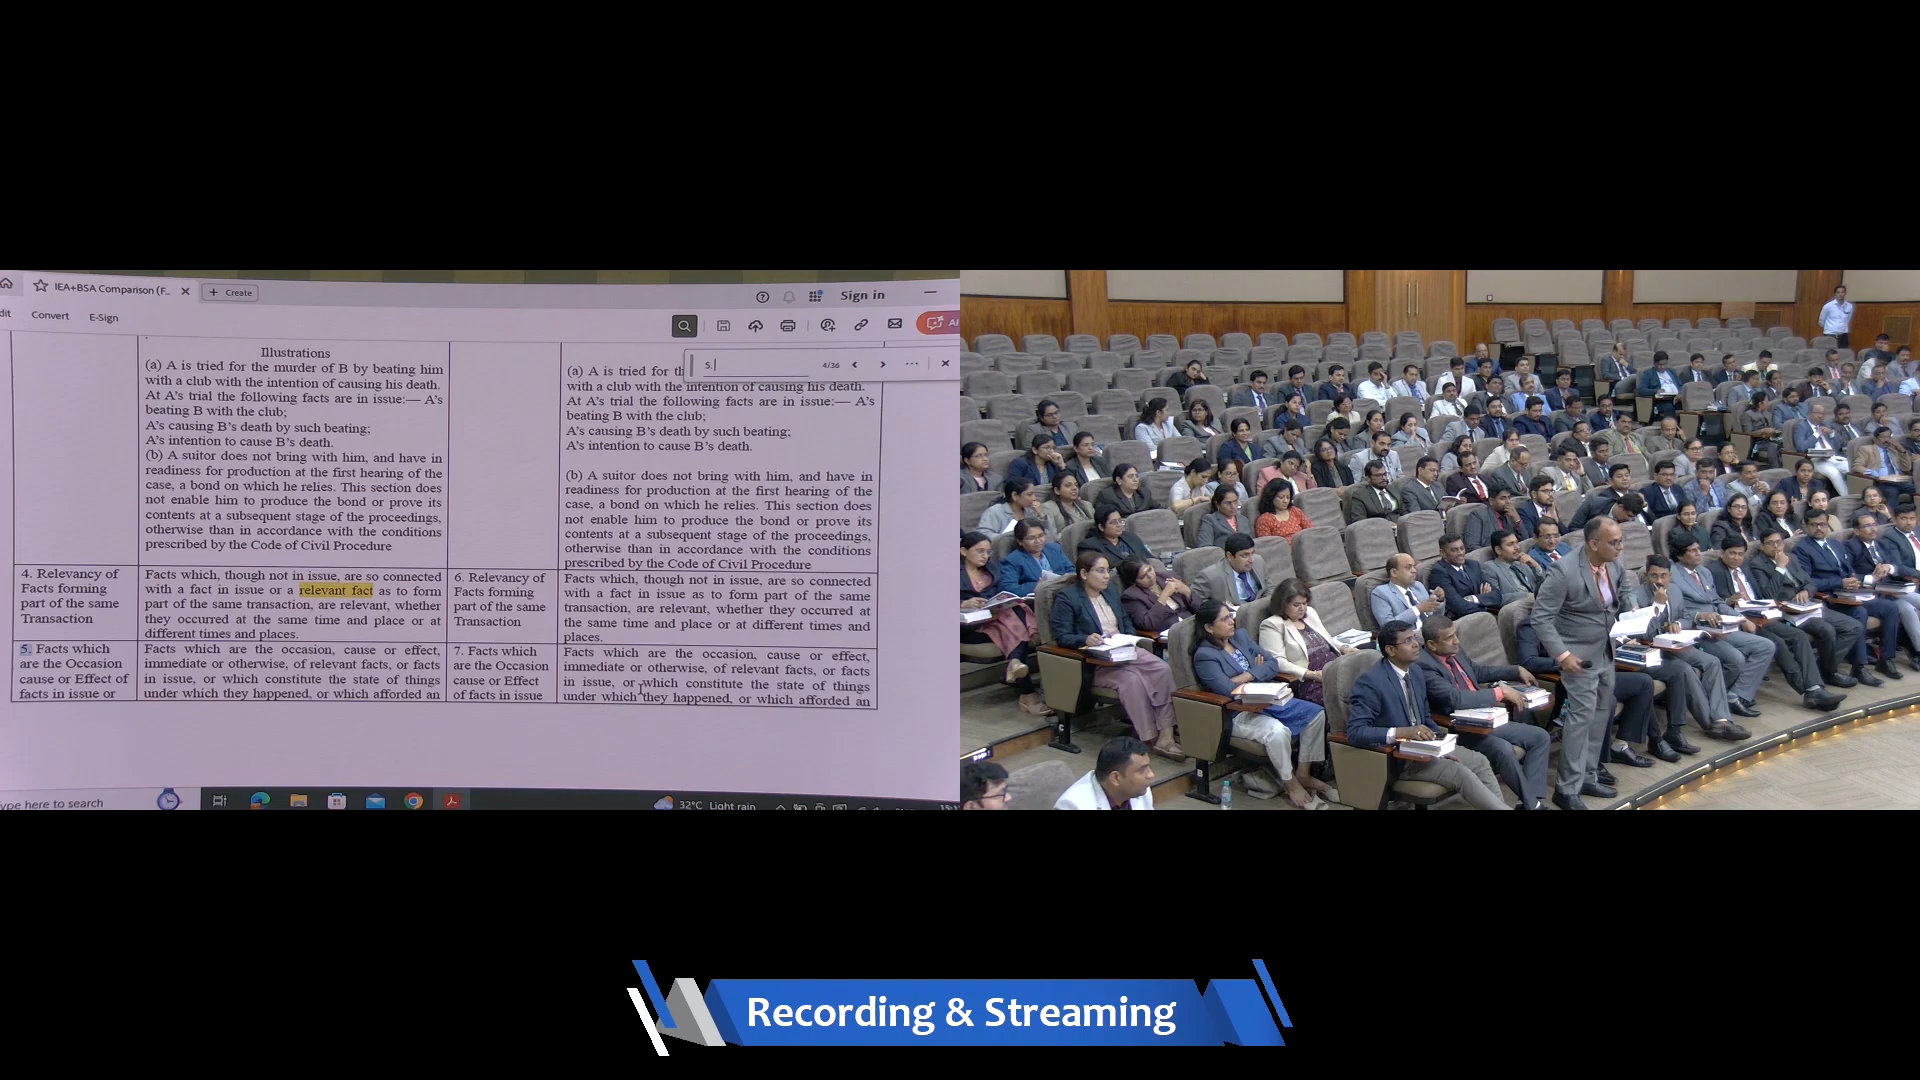 IEA+BSA Comparison (F...
+ Create
Sign in
dit
Convert
E-Sign
AI
S.
4/36
Illustrations
(a) A is tried for the murder of B by beating him
with a club with the intention of causing his death.
At A's trial the following facts are in issue:— A's
beating B with the club;
A's causing B's death by such beating;
A's intention to cause B's death.
(b) A suitor does not bring with him, and have in
readiness for production at the first hearing of the
case, a bond on which he relies. This section does
not enable him to produce the bond or prove its
contents at a subsequent stage of the proceedings,
otherwise than in accordance with the conditions
prescribed by the Code of Civil Procedure
(a) A is tried for th
with a club with the intention of causing his death.
At A's trial the following facts are in issue:— A's
beating B with the club;
A's causing B's death by such beating;
A's intention to cause B's death.
(b) A suitor does not bring with him, and have in
readiness for production at the first hearing of the
case, a bond on which he relies. This section does
not enable him to produce the bond or prove its
contents at a subsequent stage of the proceedings,
otherwise than in accordance with the conditions
prescribed by the Code of Civil Procedure
4. Relevancy of
Facts forming
part of the same
Transaction
Facts which, though not in issue, are so connected
with a fact in issue or a relevant fact as to form
part of the same transaction, are relevant, whether
they occurred at the same time and place or at
different times and places.
6. Relevancy of
Facts forming
part of the same
Transaction
Facts which, though not in issue, are so connected
with a fact in issue as to form part of the same
transaction, are relevant, whether they occurred at
the same time and place or at different times and
places.
5. Facts which
are the Occasion
cause or Effect of
facts in issue or
Facts which are the occasion, cause or effect,
immediate or otherwise, of relevant facts, or facts
in issue, or which constitute the state of things
under which they happened, or which afforded an
7. Facts which
are the Occasion
cause or Effect
of facts in issue
Facts which are the occasion, cause or effect,
immediate or otherwise, of relevant facts, or facts
in issue, or which constitute the state of things
under which they happened, or which afforded an
ype here to search
32°C Light rain
C
B
Recording & Streaming